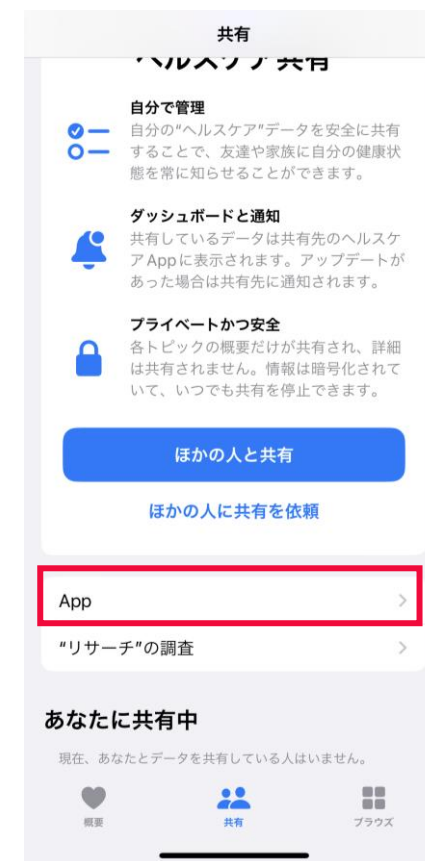 共有
ヘルスケア共有
自分で管理
自分の“ヘルスケア”データを安全に共有
することで、友達や家族に自分の健康状
態を常に知らせることができます。
ダッシュボードと通知
共有しているデータは共有先のヘルスケ
アAppに表示されます。アップデートが
あった場合は共有先に通知されます。
プライベートかつ安全
各トピックの概要だけが共有され、詳細
は共有されません。情報は暗号化されて
いて、いつでも共有を停止できます。
ほかの人と共有
ほかの人に共有を依頼
App
“リサーチ”の調査
あなたに共有中
現在、あなたとデータを共有している人はいません。
概要
共有
ブラウズ